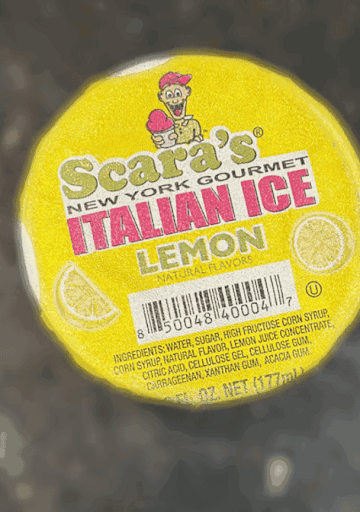 Scara's®
NEW YORK GOURMET
ITALIAN ICE
LEMON
NATURAL FLAVORS
8 50048 40004 7
U
INGREDIENTS: WATER, SUGAR, HIGH FRUCTOSE CORN SYRUP,
CORN SYRUP, NATURAL FLAVOR, LEMON JUICE CONCENTRATE,
CITRIC ACID, CELLULOSE GEL, CELLULOSE GUM,
CARRAGEENAN, XANTHAN GUM, ACACIA GUM.
FL. OZ. NET (177mL)